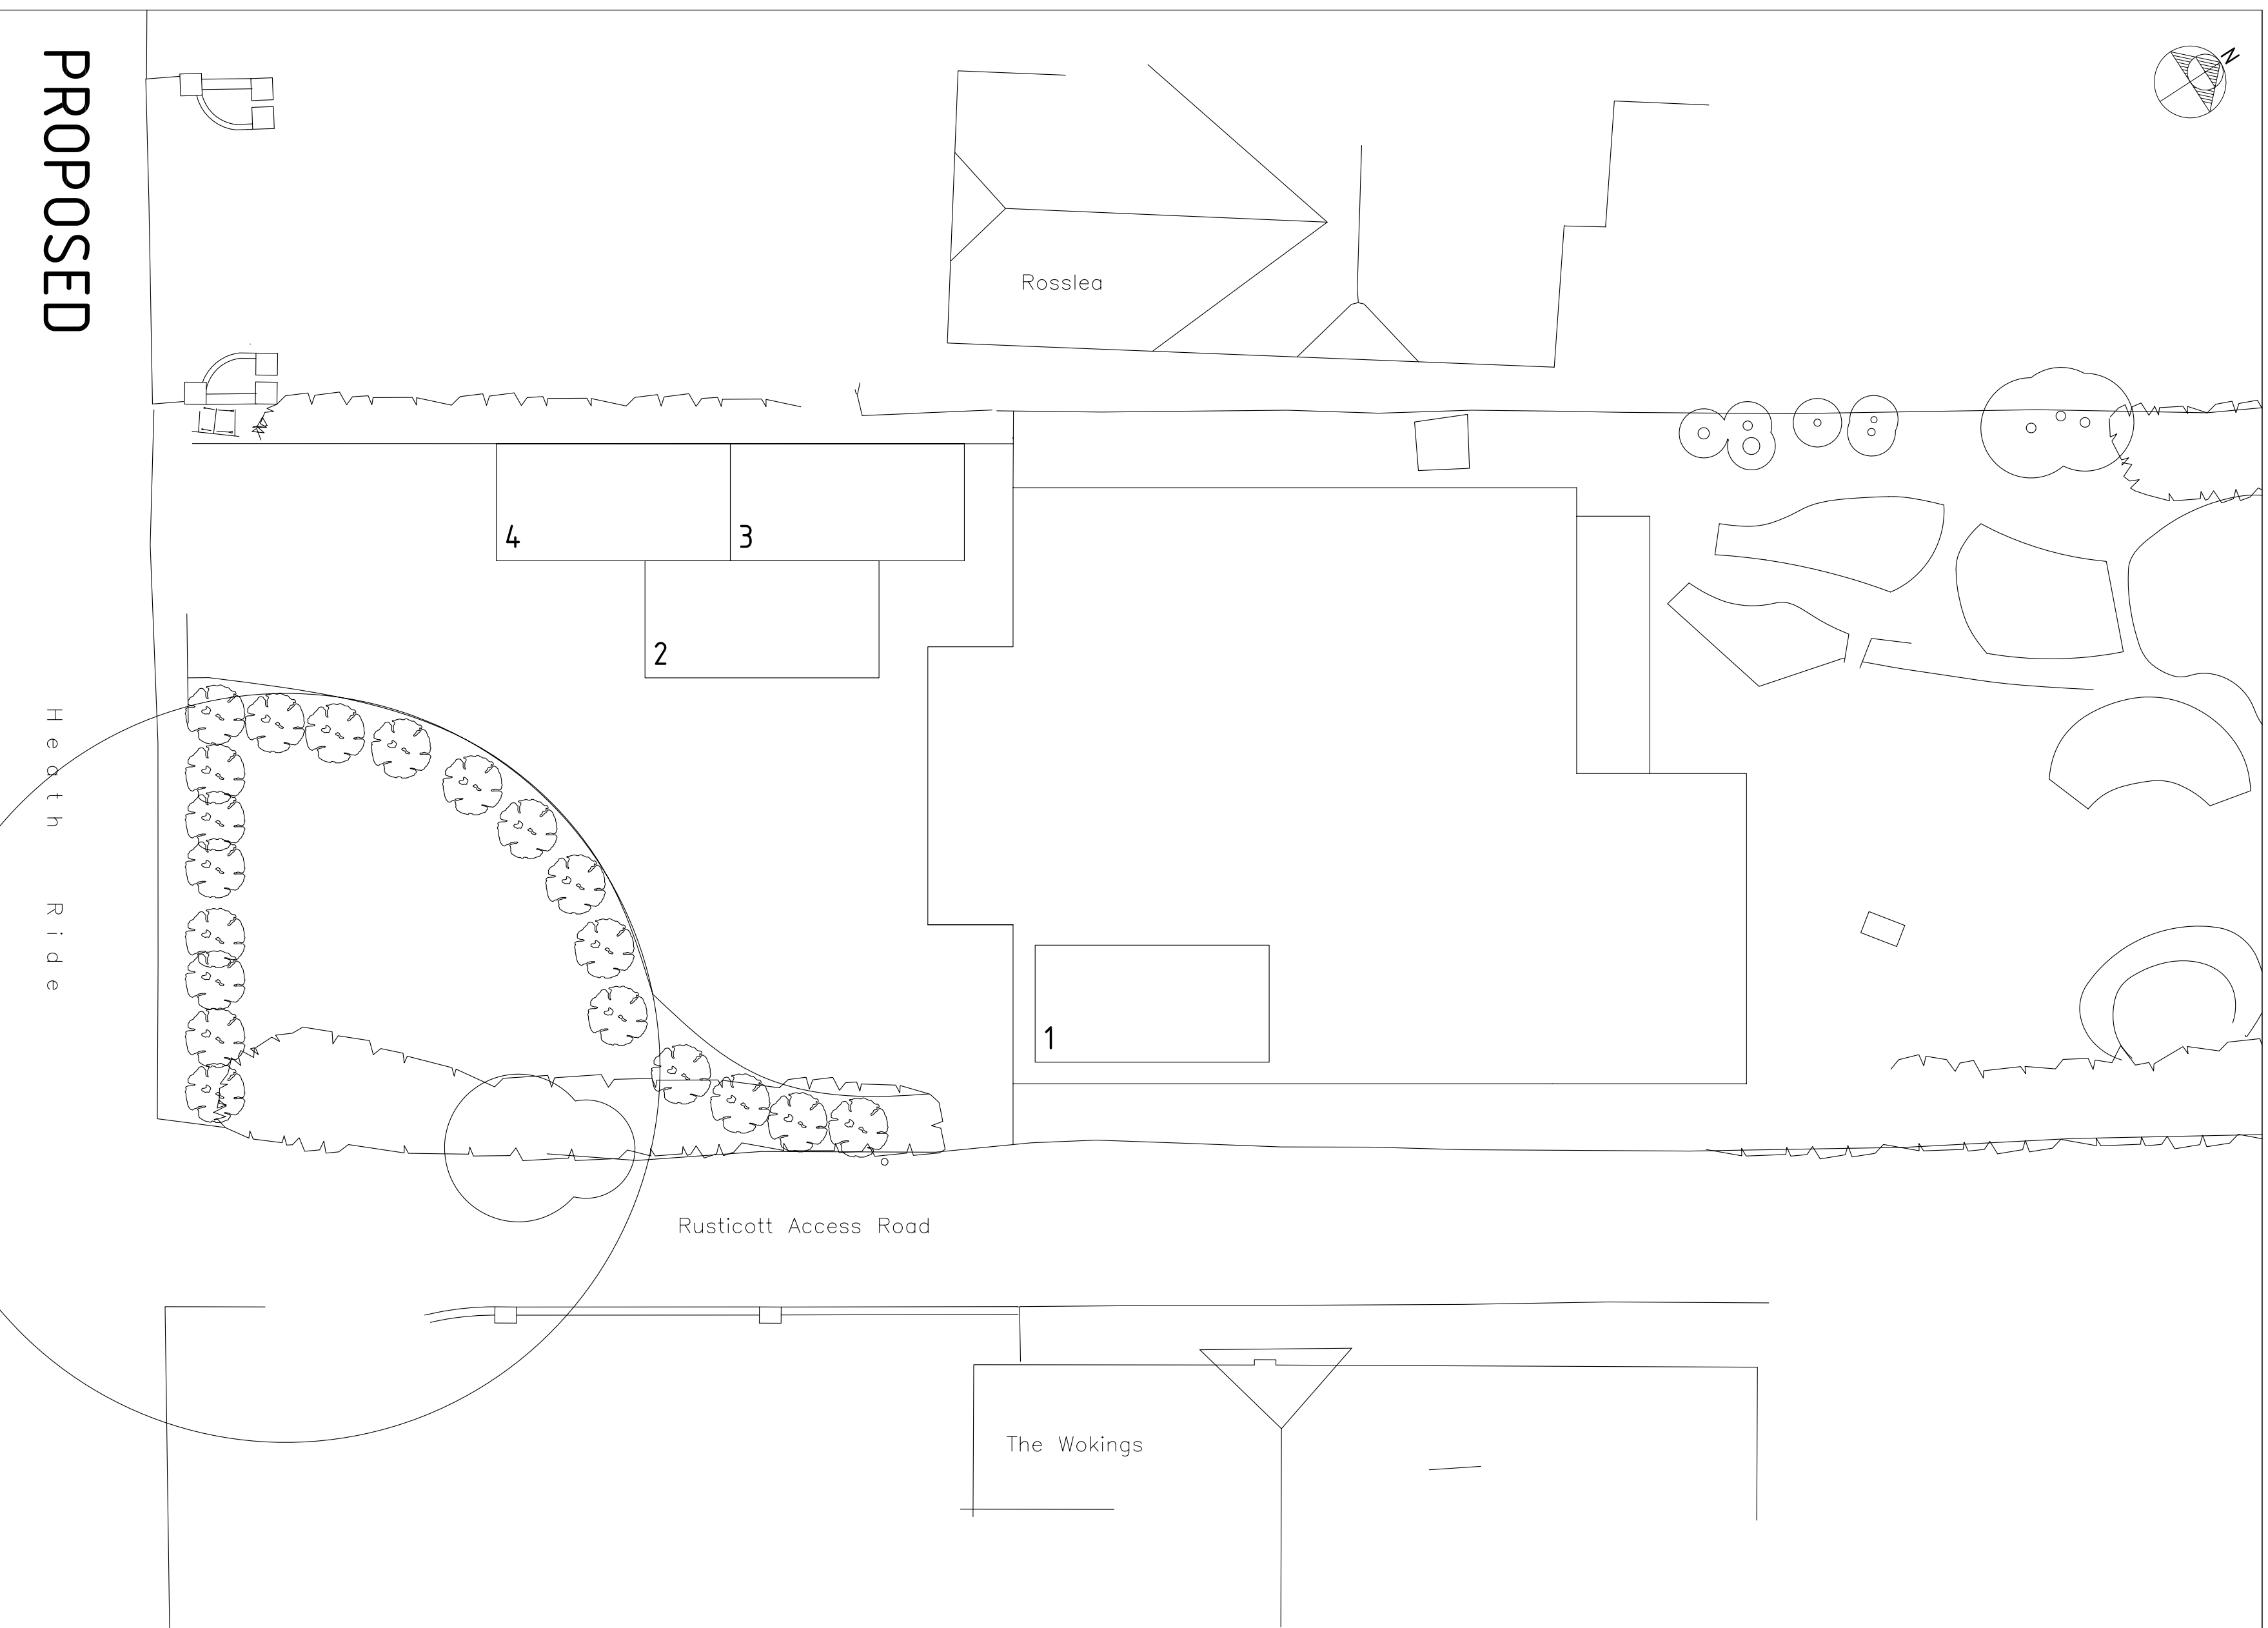 PROPOSED
N
Rosslea
4
3
2
Heath Ride
1
Rusticott Access Road
The Wokings